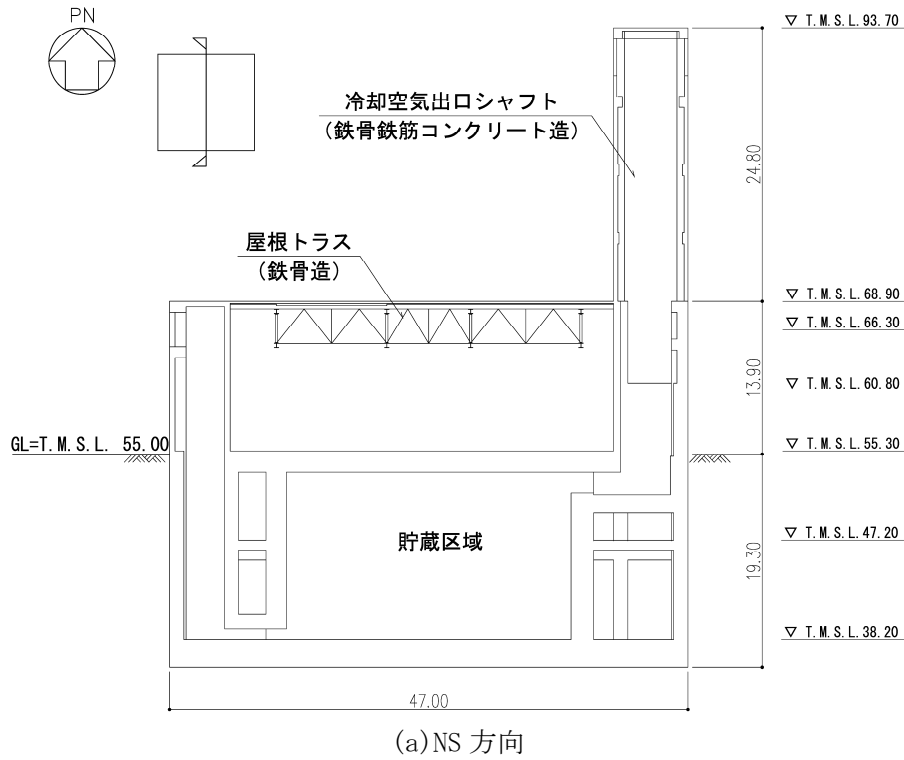 PN
▽ T.M.S.L.93.70
冷却空気出口シャフト
(鉄骨鉄筋コンクリート造)
24.80
屋根トラス
(鉄骨造)
▽ T.M.S.L.68.90
▽ T.M.S.L.66.30
13.90
▽ T.M.S.L.60.80
GL=T.M.S.L. 55.00
▽ T.M.S.L.55.30
貯蔵区域
▽ T.M.S.L.47.20
19.30
▽ T.M.S.L.38.20
47.00
(a)NS 方向